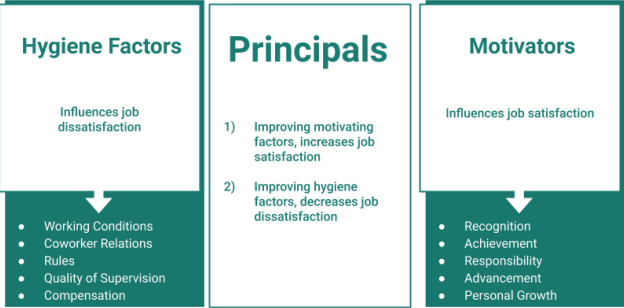 Hygiene Factors
Influences job
dissatisfaction
● Working Conditions
● Coworker Relations
● Rules
● Quality of Supervision
● Compensation
Principals
1) Improving motivating
factors, increases job
satisfaction
2) Improving hygiene
factors, decreases job
dissatisfaction
Motivators
Influences job satisfaction
● Recognition
● Achievement
● Responsibility
● Advancement
● Personal Growth